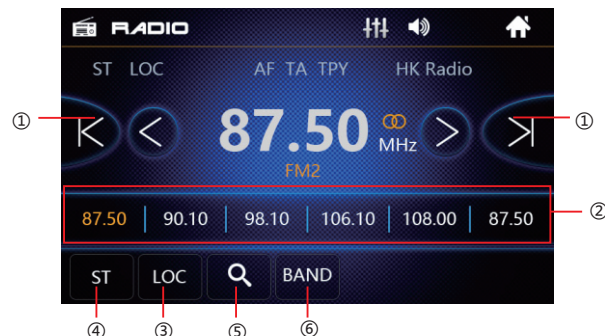 RADIO
ST LOC AF TA TPY HK Radio
① ①
87.50 MHz
FM2
87.50 90.10 98.10 106.10 108.00 87.50
②
ST LOC BAND
④ ③ ⑤ ⑥